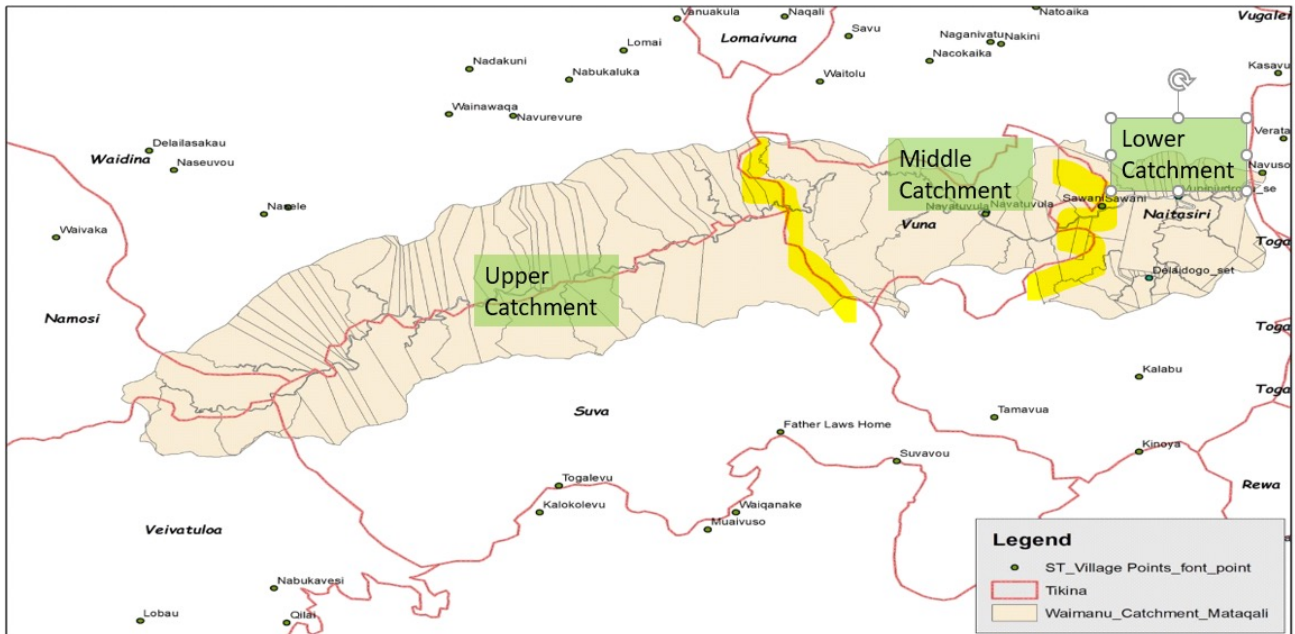 Vanuakula
Naqali
Natoaika
Vugalei
Lomaivuna
Savu
Naganivatu
Nakini
Lomai
Nacokaika
Kasavu
Nadakuni
Nabukaluka
Waitolu
Wainawaqa
Navurevure
Lower
Catchment
Verata
Delailasakau
Waidina
Naseuvou
Middle
Catchment
Navuso
Sawani
Sawani
Navatuvula
Vuna
Naitasiri
Waivaka
Toga
Upper
Catchment
Delaidogo_set
Namosi
Toga
Kalabu
Toga
Suva
Tamavua
Father Laws Home
Kinoya
Suvavou
Togalevu
Rewa
Kalokolevu
Waiqanake
Muaivuso
Veivatuloa
Legend
ST_Village Points_font_point
Tikina
Waimanu_Catchment_Mataqali
Nabukavesi
Lobau
Qilai